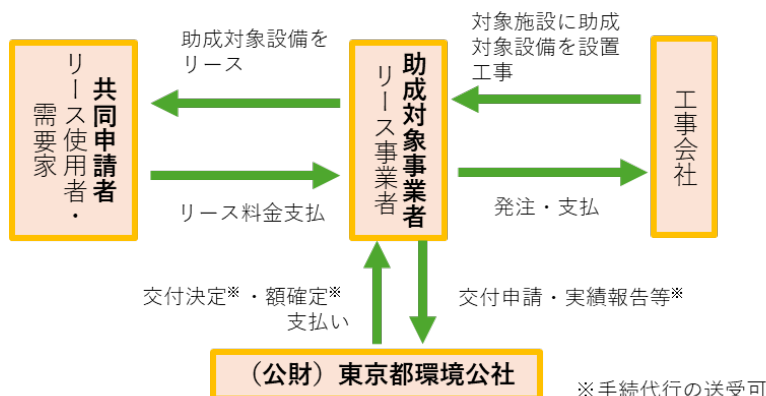 助成対象設備を
リース
対象施設に助成
対象設備を設置
工事
共同申請者
リース使用者・
需要家
助成対象事業者
リース事業者
工事会社
リース料金支払
発注・支払
交付決定※・額確定※
支払い
交付申請・実績報告等※
（公財）東京都環境公社
※手続代行の送受可